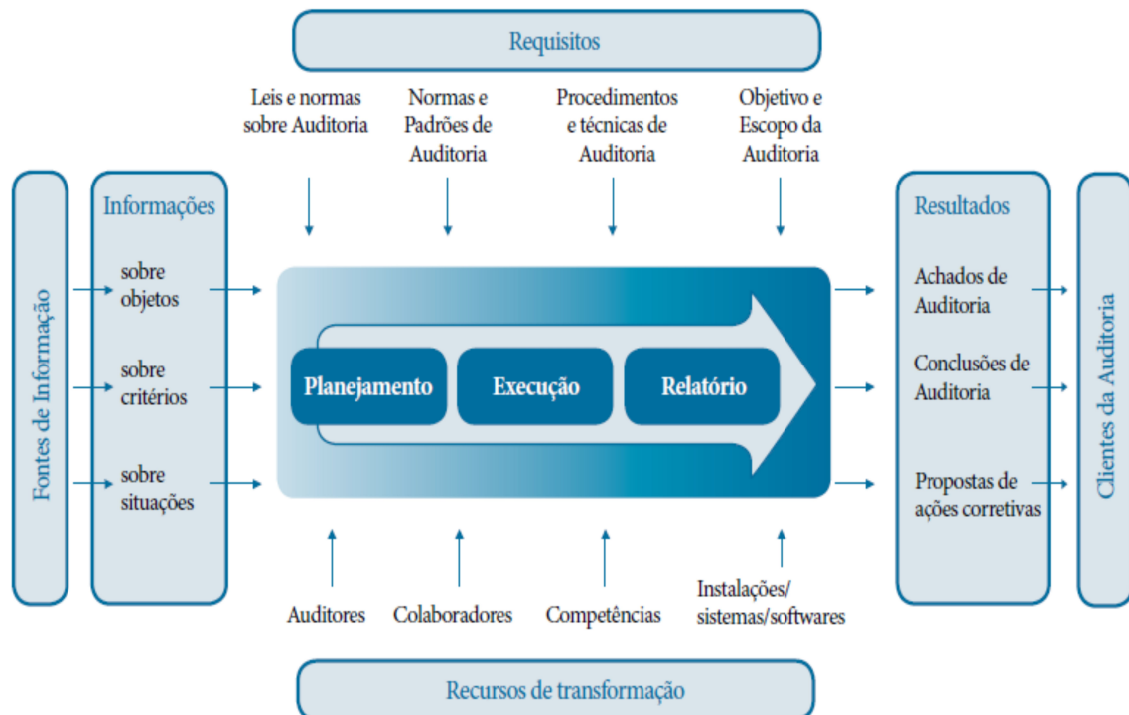 Requisitos
Leis e normas
sobre Auditoria
Normas e
Padrões de
Auditoria
Procedimentos
e técnicas de
Auditoria
Objetivo e
Escopo da
Auditoria
Fontes de Informação
Informações
sobre
objetos
sobre
critérios
sobre
situações
Planejamento
Execução
Relatório
Resultados
Achados de
Auditoria
Conclusões de
Auditoria
Propostas de
ações corretivas
Clientes da Auditoria
Auditores
Colaboradores
Competências
Instalações/
sistemas/softwares
Recursos de transformação